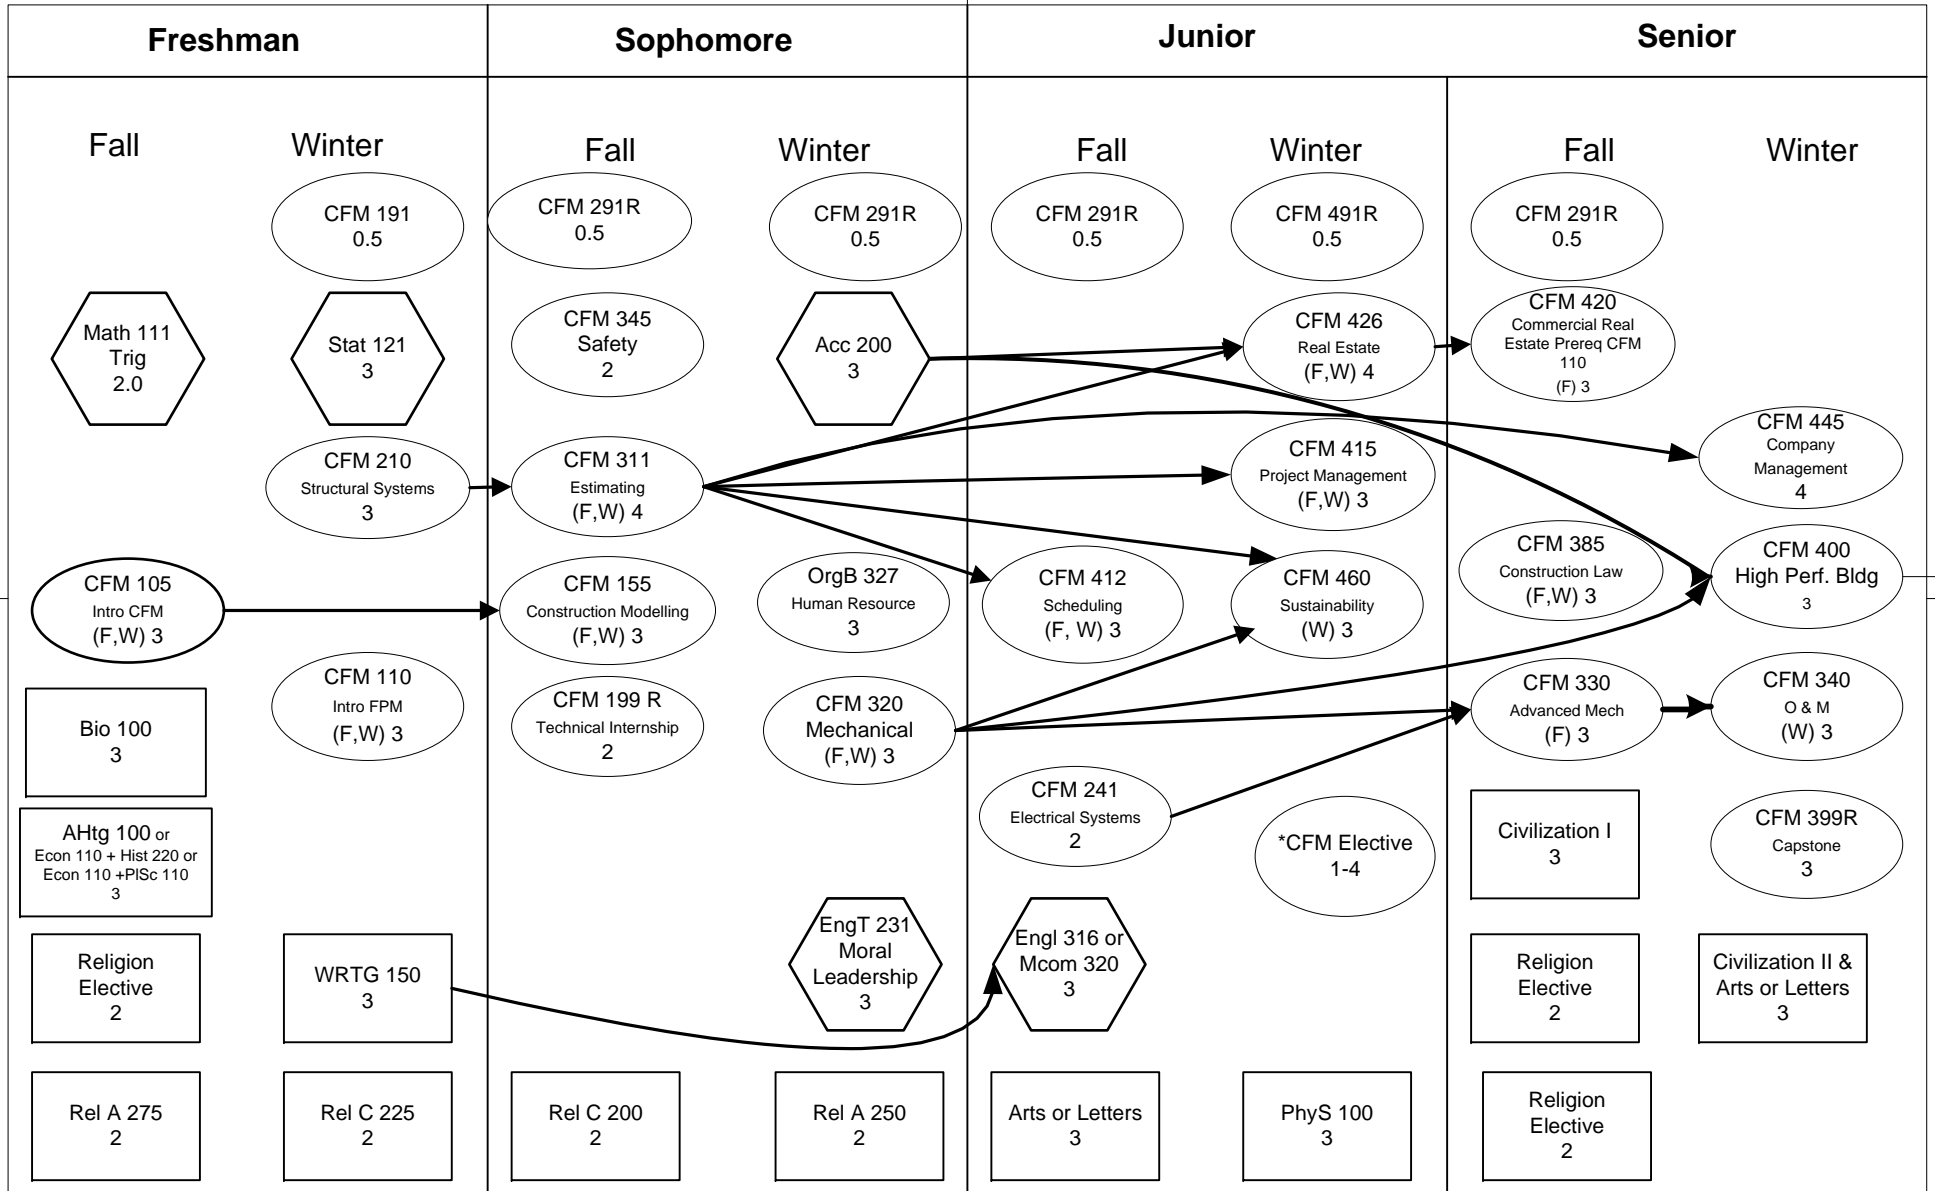 Freshman
Sophomore
Junior
Senior
Fall
Winter
Fall
Winter
Fall
Winter
Fall
Winter
CFM 191
0.5
CFM 291R
0.5
CFM 291R
0.5
CFM 291R
0.5
CFM 491R
0.5
CFM 291R
0.5
Math 111
Trig
2.0
Stat 121
3
CFM 345
Safety
2
Acc 200
3
CFM 426
Real Estate
(F,W) 4
CFM 420
Commercial Real
Estate Prereq CFM
110
(F) 3
CFM 210
Structural Systems
3
CFM 311
Estimating
(F,W) 4
CFM 415
Project Management
(F,W) 3
CFM 445
Company
Management
4
CFM 105
Intro CFM
(F,W) 3
CFM 155
Construction Modelling
(F,W) 3
OrgB 327
Human Resource
3
CFM 412
Scheduling
(F, W) 3
CFM 460
Sustainability
(W) 3
CFM 385
Construction Law
(F,W) 3
CFM 400
High Perf. Bldg
3
CFM 110
Intro FPM
(F,W) 3
Bio 100
3
CFM 199 R
Technical Internship
2
CFM 320
Mechanical
(F,W) 3
CFM 330
Advanced Mech
(F) 3
CFM 340
O & M
(W) 3
AHtg 100 or
Econ 110 + Hist 220 or
Econ 110 +PlSc 110
3
CFM 241
Electrical Systems
2
*CFM Elective
1-4
Civilization I
3
CFM 399R
Capstone
3
Religion
Elective
2
WRTG 150
3
EngT 231
Moral
Leadership
3
Engl 316 or
Mcom 320
3
Religion
Elective
2
Civilization II &
Arts or Letters
3
Rel A 275
2
Rel C 225
2
Rel C 200
2
Rel A 250
2
Arts or Letters
3
PhyS 100
3
Religion
Elective
2